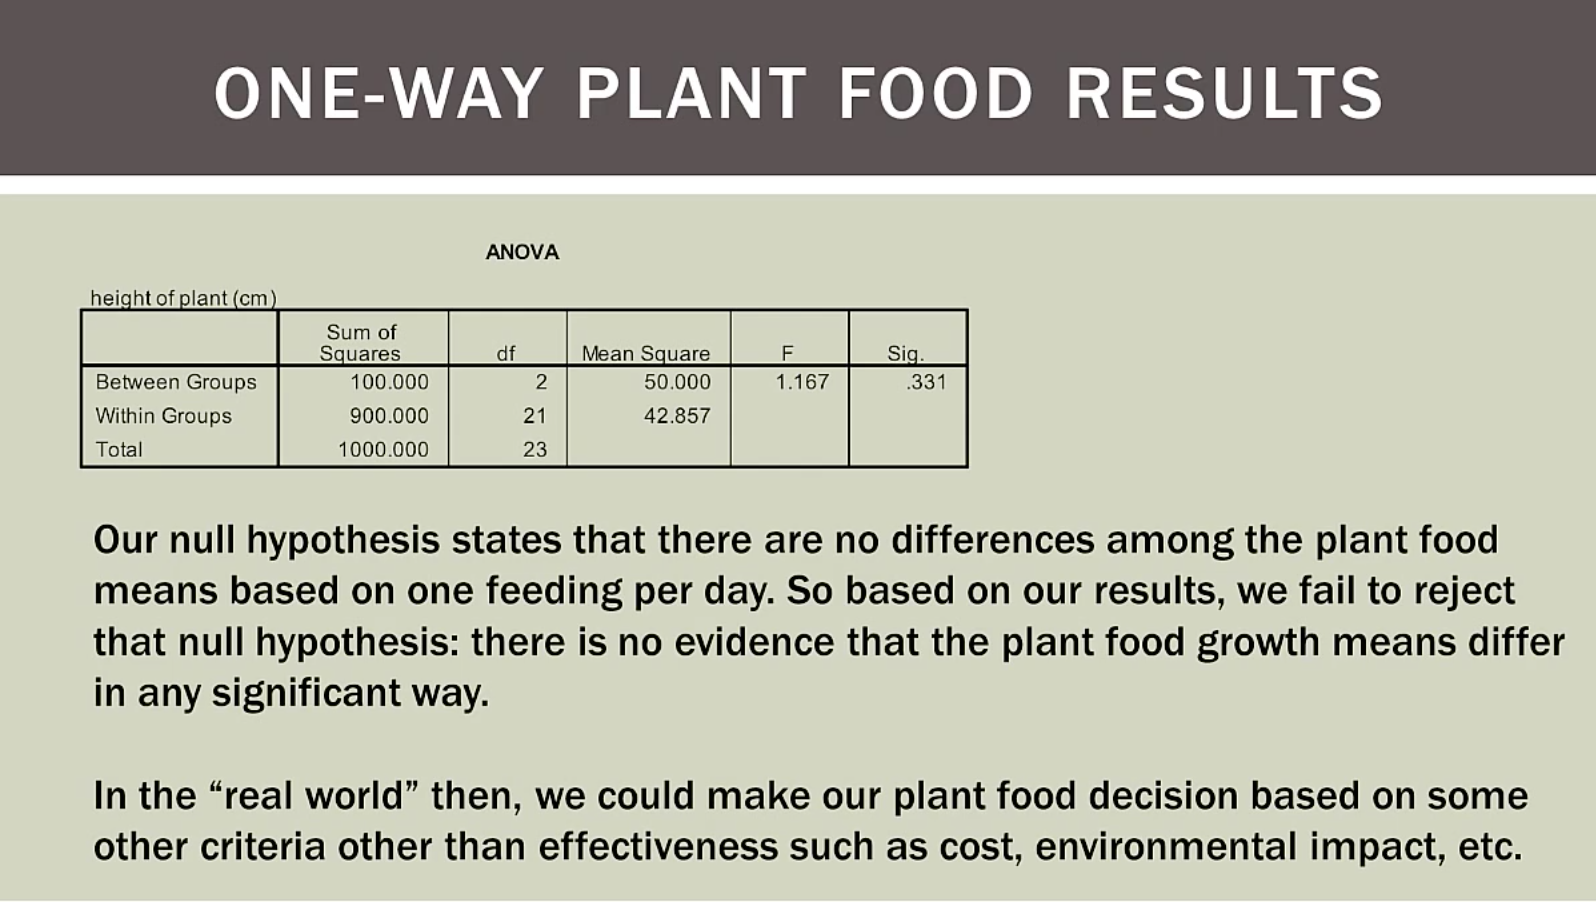 ONE-WAY PLANT FOOD RESULTS
ANOVA
height of plant (cm)
Sum of Squares df Mean Square F Sig.
Between Groups 100.000 2 50.000 1.167 .331
Within Groups 900.000 21 42.857
Total 1000.000 23
Our null hypothesis states that there are no differences among the plant food
means based on one feeding per day. So based on our results, we fail to reject
that null hypothesis: there is no evidence that the plant food growth means differ
in any significant way.
In the “real world” then, we could make our plant food decision based on some
other criteria other than effectiveness such as cost, environmental impact, etc.